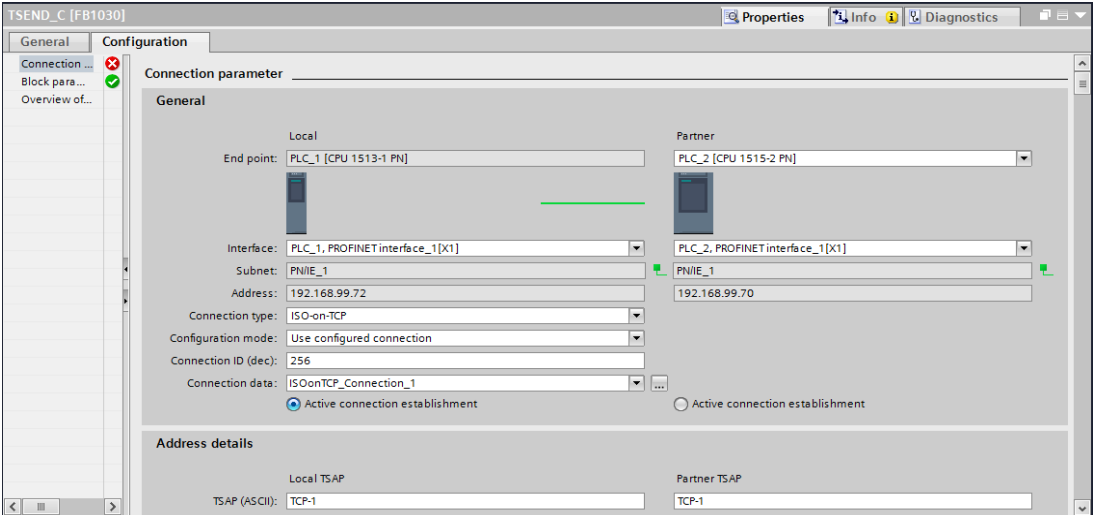 TSEND_C [FB1030]
Properties
Info
Diagnostics
General
Configuration
Connection ...
Block para...
Overview of...
Connection parameter
General
Local
Partner
End point: PLC_1 [CPU 1513-1 PN] PLC_2 [CPU 1515-2 PN]
Interface: PLC_1, PROFINET interface_1[X1] PLC_2, PROFINET interface_1[X1]
Subnet: PN/IE_1 PN/IE_1
Address: 192.168.99.72 192.168.99.70
Connection type: ISO-on-TCP
Configuration mode: Use configured connection
Connection ID (dec): 256
Connection data: ISOonTCP_Connection_1 ...
Active connection establishment Active connection establishment
Address details
Local TSAP Partner TSAP
TSAP (ASCII): TCP-1 TCP-1